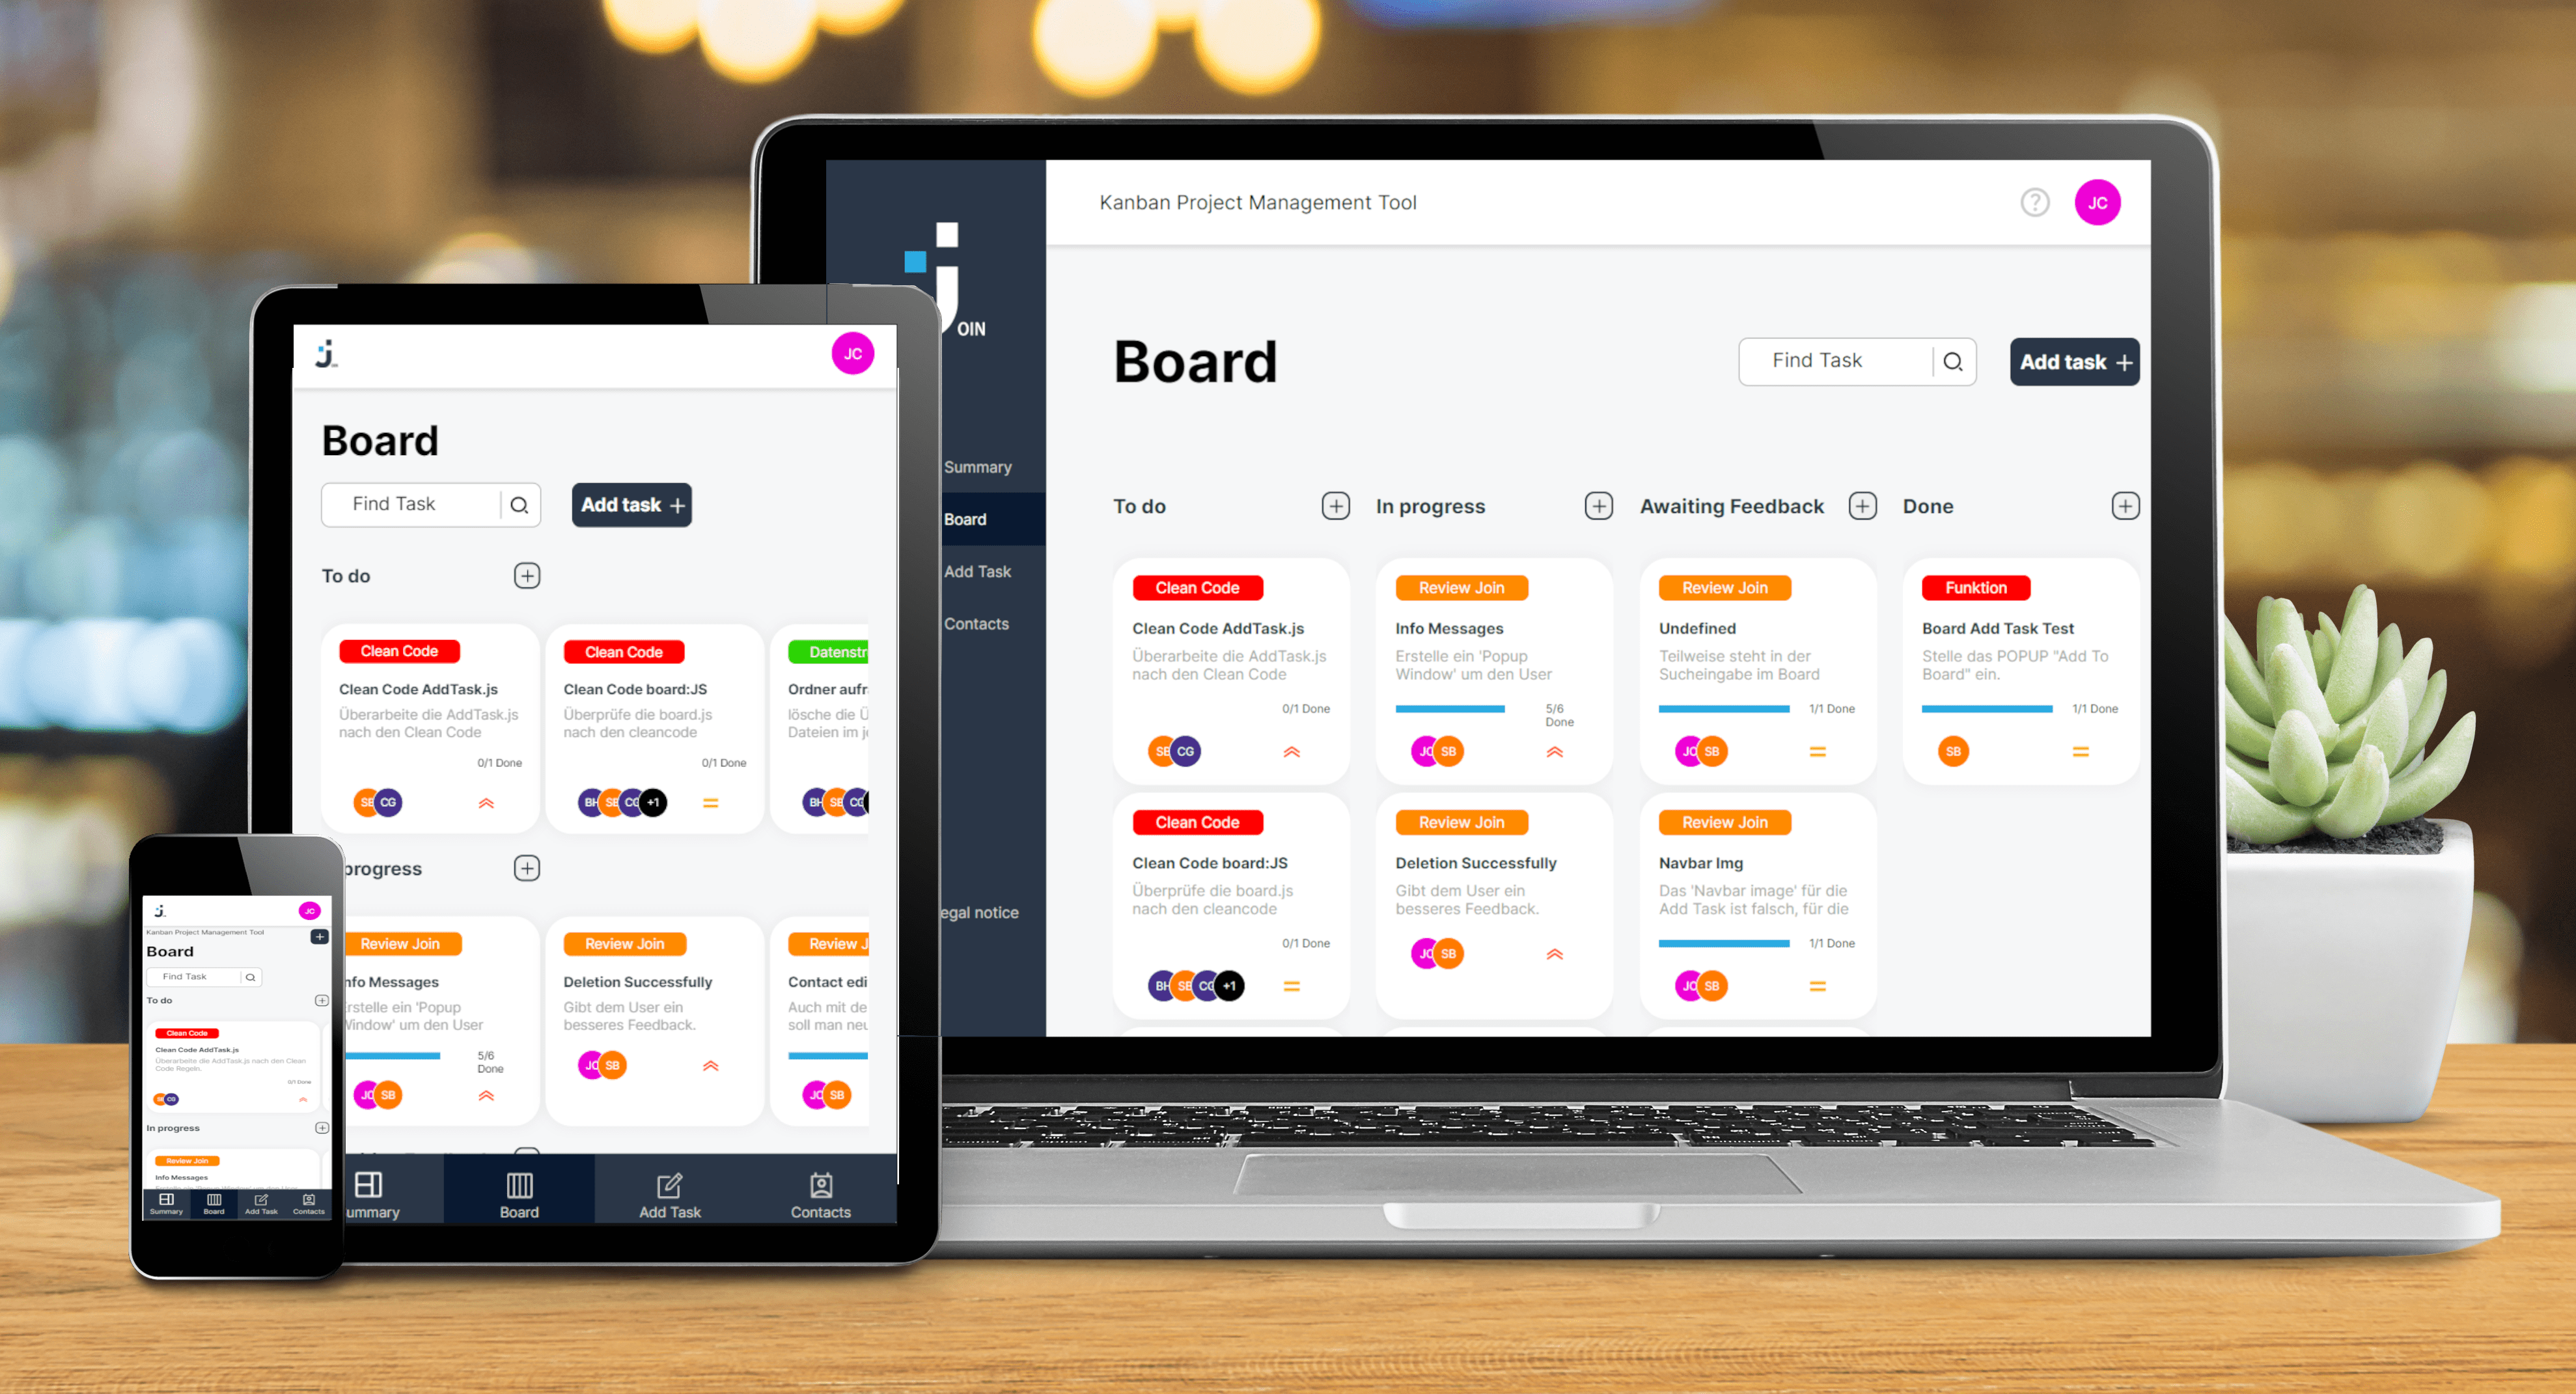 Kanban Project Management Tool
JC
OIN
Board
Find Task
Add task +
Summary
Board
Add Task
Contacts
egal notice
To do
In progress
Awaiting Feedback
Done
Clean Code
Clean Code AddTask.js
Überarbeite die AddTask.js
nach den Clean Code
0/1 Done
SB CG
Review Join
Info Messages
Erstelle ein 'Popup
Window' um den User
5/6
Done
JC SB
Review Join
Undefined
Teilweise steht in der
Sucheingabe im Board
1/1 Done
JC SB
Funktion
Board Add Task Test
Stelle das POPUP "Add To
Board" ein.
1/1 Done
SB
Clean Code
Clean Code board:JS
Überprüfe die board.js
nach den cleancode
0/1 Done
BH SB CG +1
Review Join
Deletion Successfully
Gibt dem User ein
besseres Feedback.
JC SB
Review Join
Navbar Img
Das 'Navbar image' für die
Add Task ist falsch, für die
1/1 Done
JC SB
j
JC
Board
Find Task
Add task +
To do
Clean Code
Clean Code AddTask.js
Überarbeite die AddTask.js
nach den Clean Code
0/1 Done
SB CG
Clean Code
Clean Code board:JS
Überprüfe die board.js
nach den cleancode
0/1 Done
BH SB CG +1
Datenstr
Ordner aufr
lösche die Ü
Dateien im j
BH SB CG
progress
Review Join
nfo Messages
Erstelle ein 'Popup
Window' um den User
5/6
Done
JC SB
Review Join
Deletion Successfully
Gibt dem User ein
besseres Feedback.
JC SB
Review J
Contact edi
Auch mit de
soll man neu
JC SB
ummary
Board
Add Task
Contacts
j
JC
Kanban Project Management Tool
Board
Find Task
To do
Clean Code
Clean Code AddTask.js
Überarbeite die AddTask.js nach den Clean
Code Regeln.
0/1 Done
SB CG
In progress
Review Join
Info Messages
Summary
Board
Add Task
Contacts